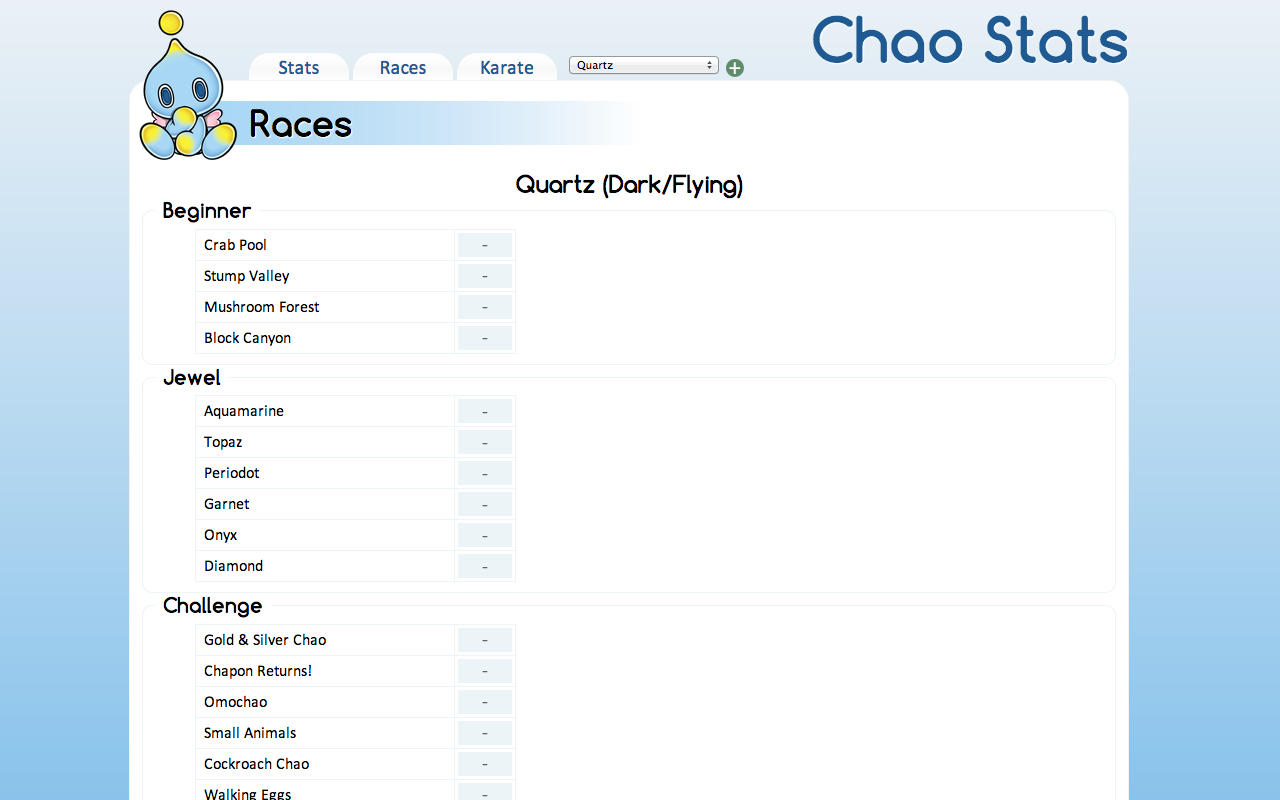 Chao Stats
Stats Races Karate Quartz
Races
Quartz (Dark/Flying)
Beginner
Crab Pool -
Stump Valley -
Mushroom Forest -
Block Canyon -
Jewel
Aquamarine -
Topaz -
Periodot -
Garnet -
Onyx -
Diamond -
Challenge
Gold & Silver Chao -
Chapon Returns! -
Omochao -
Small Animals -
Cockroach Chao -
Walking Eggs -